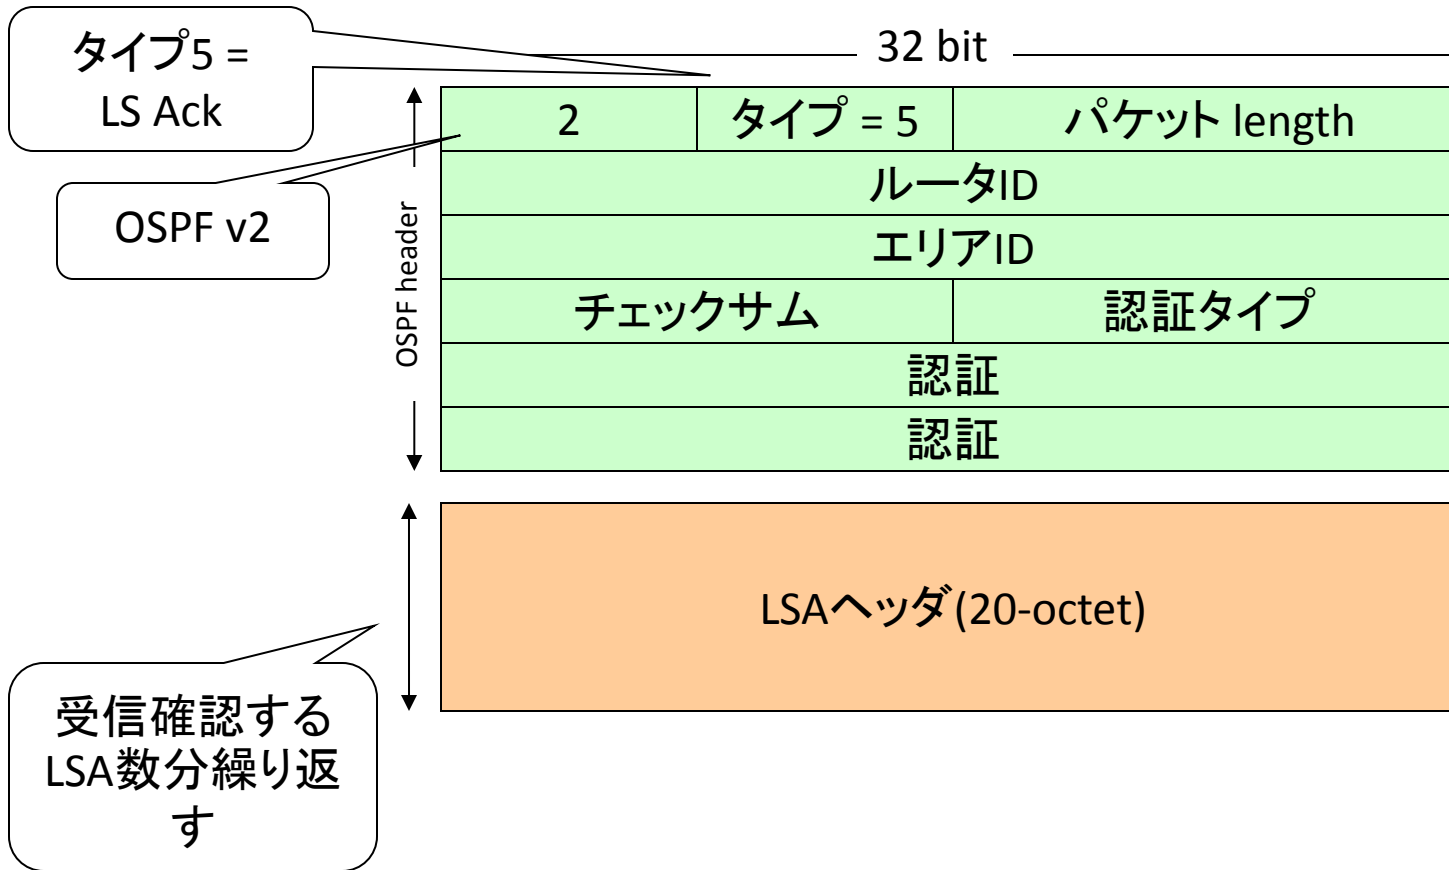 タイプ5 =
LS Ack
32 bit
2
タイプ = 5
パケット length
OSPF v2
OSPF header
ルータID
エリアID
チェックサム
認証タイプ
認証
認証
LSAヘッダ(20-octet)
受信確認する
LSA数分繰り返
す